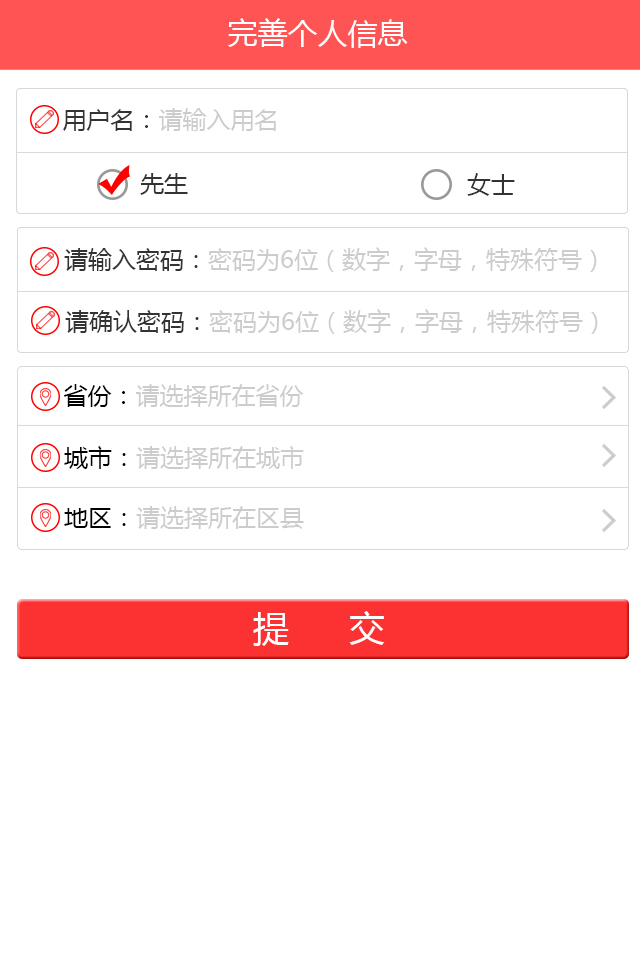 完善个人信息
用户名：请输入用名
先生 女士
请输入密码：密码为6位（数字，字母，特殊符号）
请确认密码：密码为6位（数字，字母，特殊符号）
省份：请选择所在省份
城市：请选择所在城市
地区：请选择所在区县
提 交